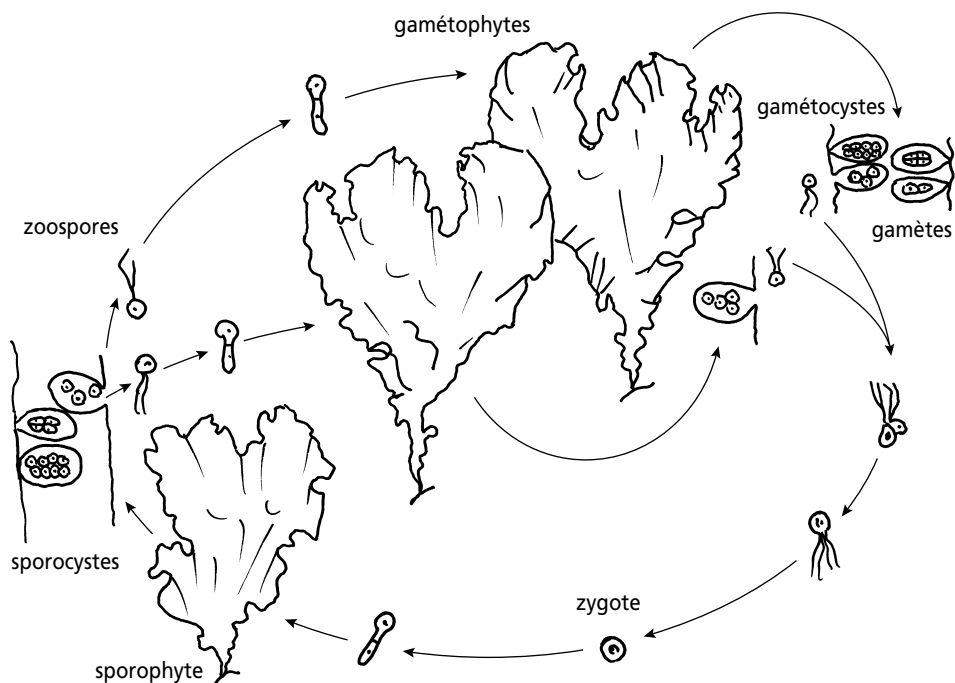 gamétophytes
gamétocystes
zoospores
gamètes
sporocystes
zygote
sporophyte